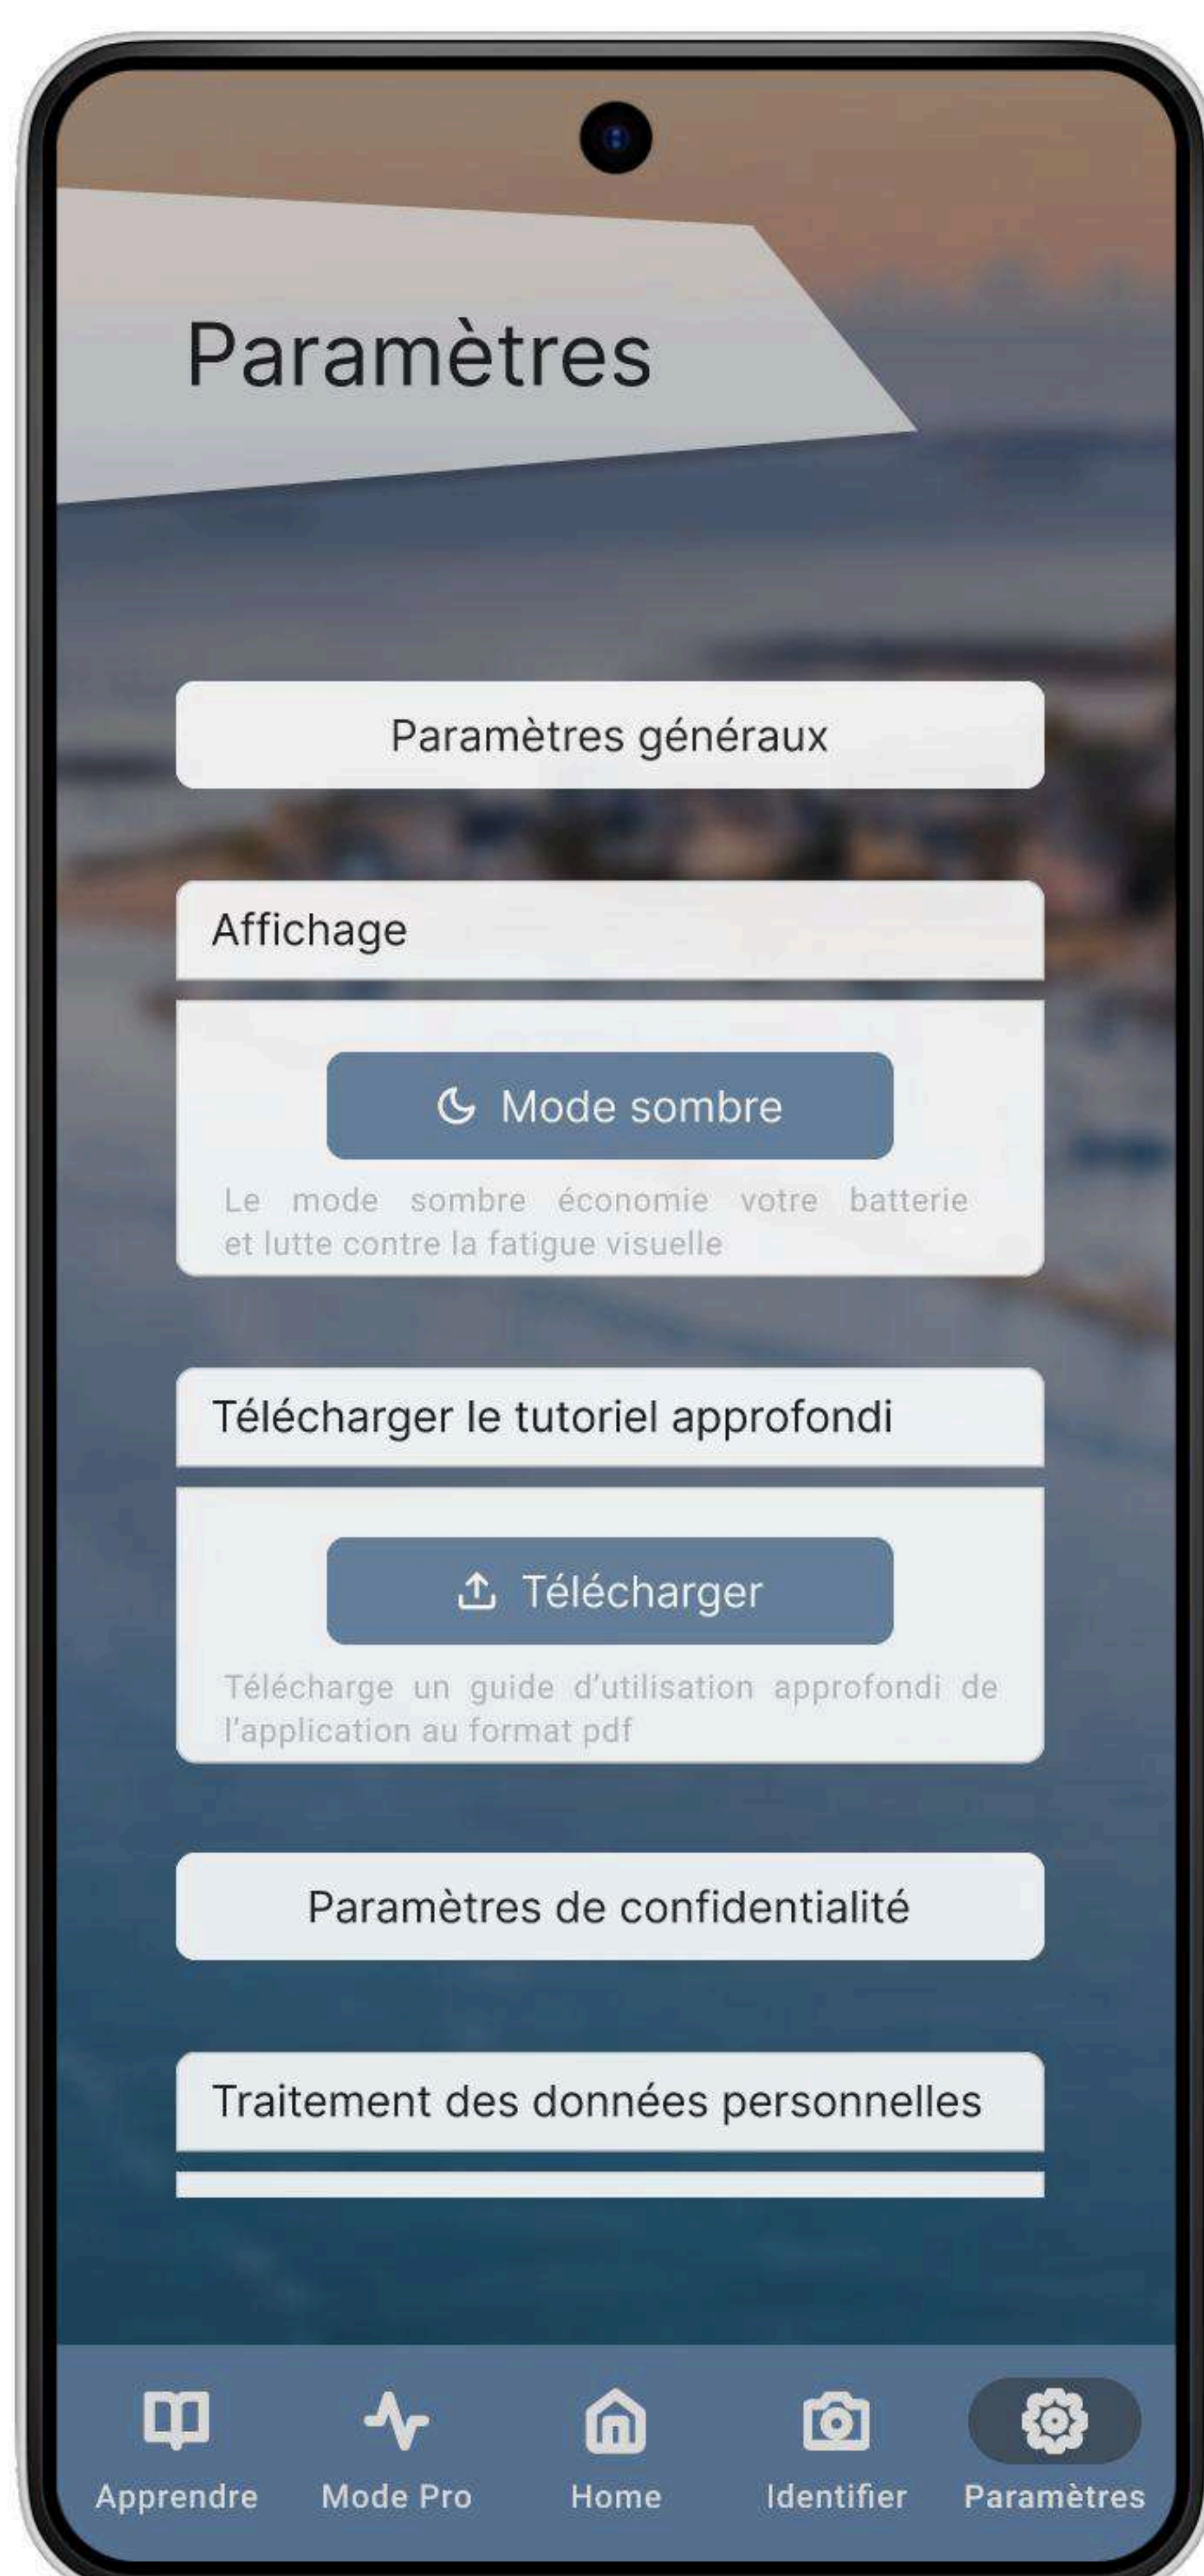 Paramètres
Paramètres généraux
Affichage
Mode sombre
Le mode sombre économie votre batterie
et lutte contre la fatigue visuelle
Télécharger le tutoriel approfondi
Télécharger
Télécharge un guide d'utilisation approfondi de
l'application au format pdf
Paramètres de confidentialité
Traitement des données personnelles
Apprendre
Mode Pro
Home
Identifier
Paramètres